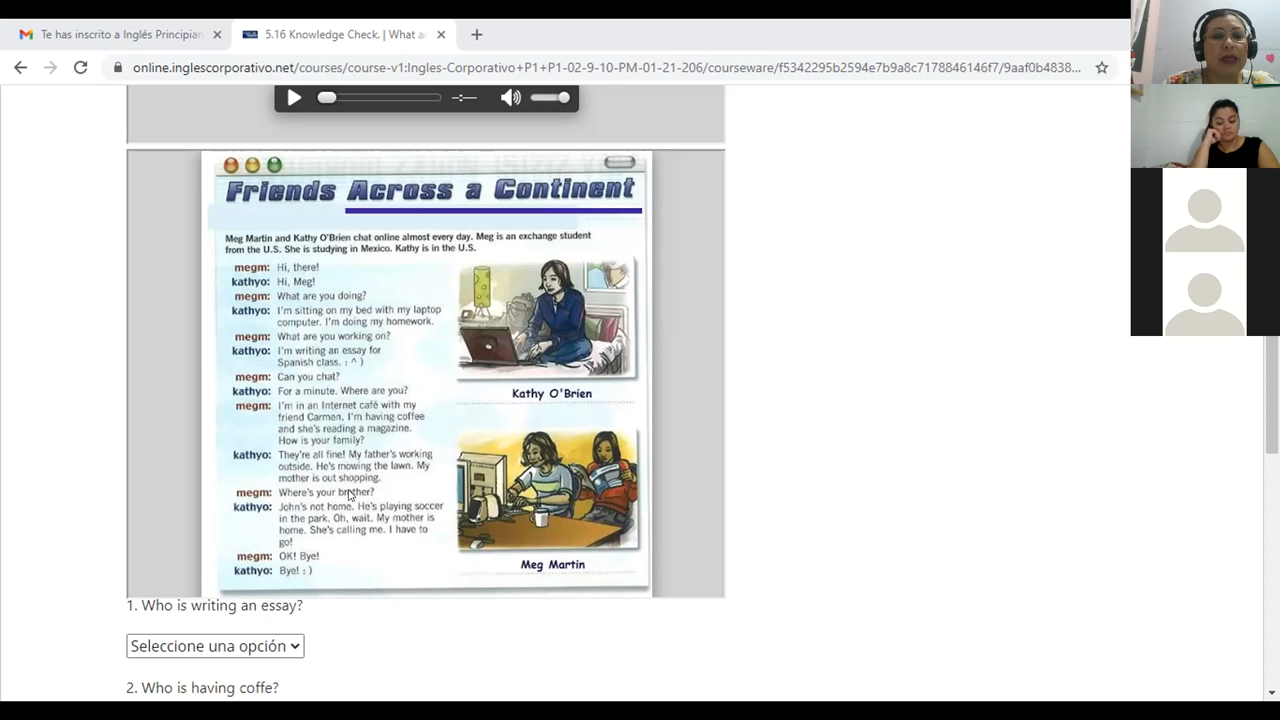 Te has inscrito a Inglés Principian
5.16 Knowledge Check. | What a
online.inglescorporativo.net/courses/course-v1:Ingles-Corporativo+P1+P1-02-9-10-PM-01-21-206/courseware/f5342295b2594e7b9a8c7178846146f7/9aaf0b4838...
Friends Across a Continent
Meg Martin and Kathy O'Brien chat online almost every day. Meg is an exchange student
from the U.S. She is studying in Mexico. Kathy is in the U.S.
megm: Hi, there!
kathyo: Hi, Meg!
megm: What are you doing?
kathyo: I'm sitting on my bed with my laptop
computer. I'm doing my homework.
megm: What are you working on?
kathyo: I'm writing an essay for
Spanish class. : ^ )
megm: Can you chat?
kathyo: For a minute. Where are you?
megm: I'm in an Internet café with my
friend Carmen. I'm having coffee
and she's reading a magazine.
How is your family?
kathyo: They're all fine! My father's working
outside. He's mowing the lawn. My
mother is out shopping.
megm: Where's your brother?
kathyo: John's not home. He's playing soccer
in the park. Oh, wait. My mother is
home. She's calling me. I have to
go!
megm: OK! Bye!
kathyo: Bye! : )
Kathy O'Brien
Meg Martin
1. Who is writing an essay?
Seleccione una opción
2. Who is having coffe?